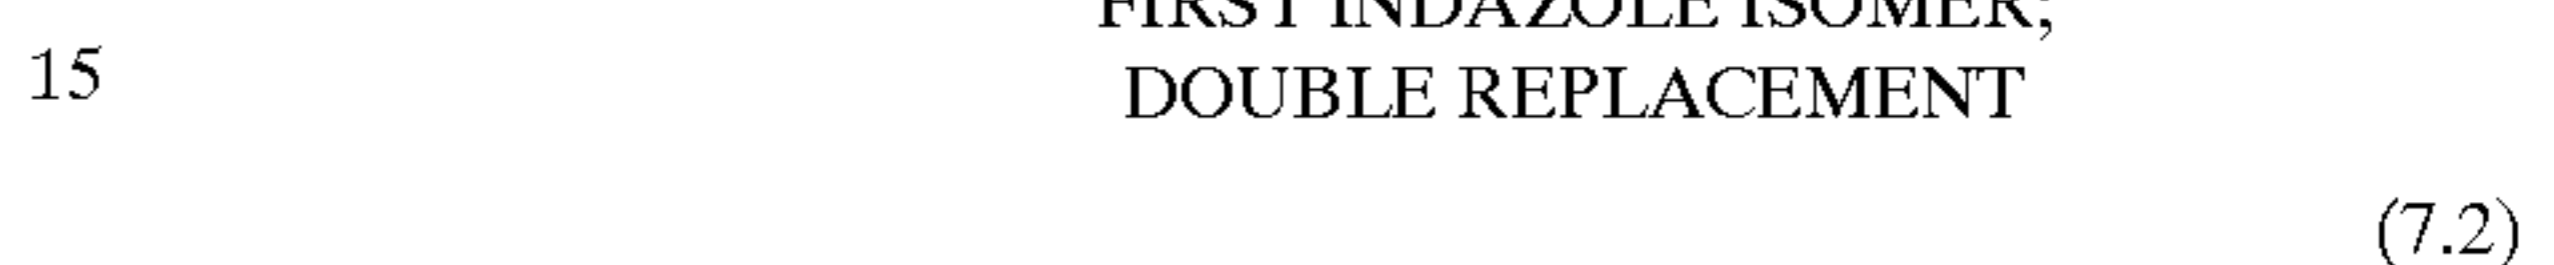 FIRST INDAZOLE ISOMER;
15 DOUBLE REPLACEMENT
(7.2)